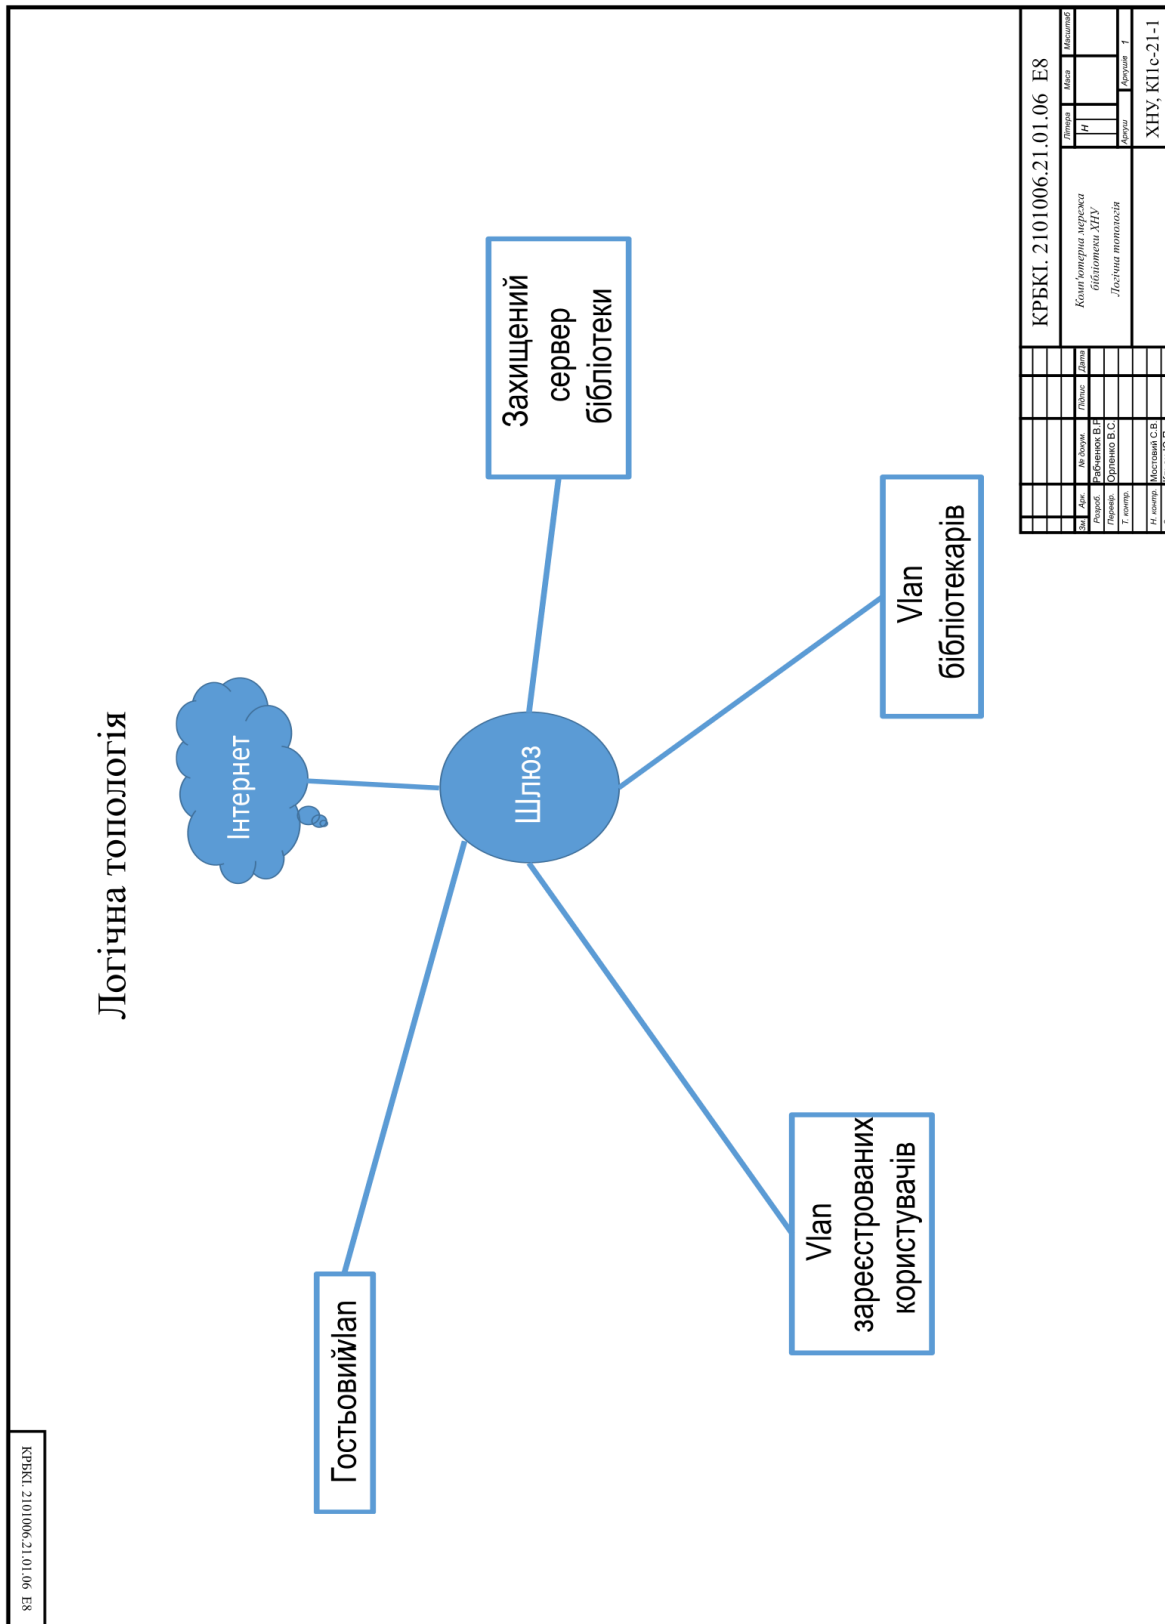 КРБКІ. 2101006.21.01.06 Е8
Логічна топологія
Інтернет
Шлюз
Захищений
сервер
бібліотеки
Гостьовийvlan
Vlan
зареєстрованих
користувачів
Vlan
бібліотекарів
КРБКІ. 2101006.21.01.06 Е8
Зм. Арк. № докум. Підпис Дата
Розроб. Рабченюк В.Р.
Перевір. Орленко В.С.
Т. контр.
Н. контр. Мостовий С.В.
Комп'ютерна мережа
бібліотеки ХНУ
Логічна топологія
Літера Маса Масштаб
Н
Аркуш Аркушів 1
ХНУ, КІ1с-21-1